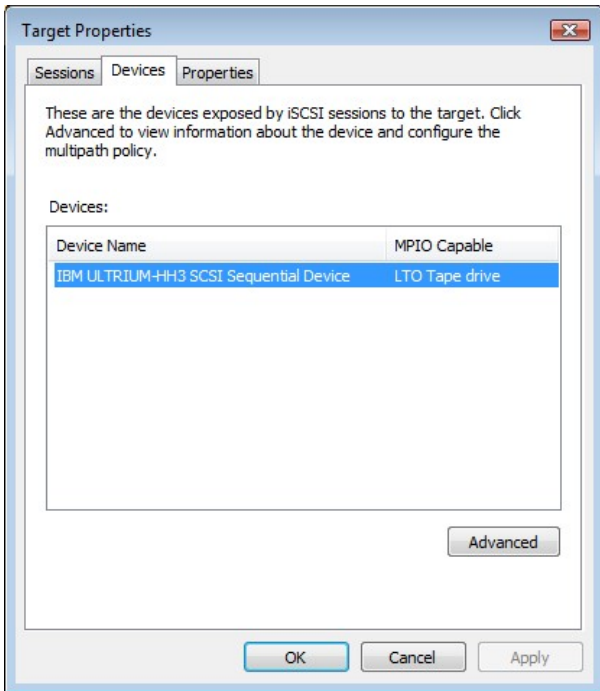 Target Properties
Sessions Devices Properties
These are the devices exposed by iSCSI sessions to the target. Click
Advanced to view information about the device and configure the
multipath policy.
Devices:
Device Name MPIO Capable
IBM ULTRIUM-HH3 SCSI Sequential Device LTO Tape drive
Advanced
OK Cancel Apply